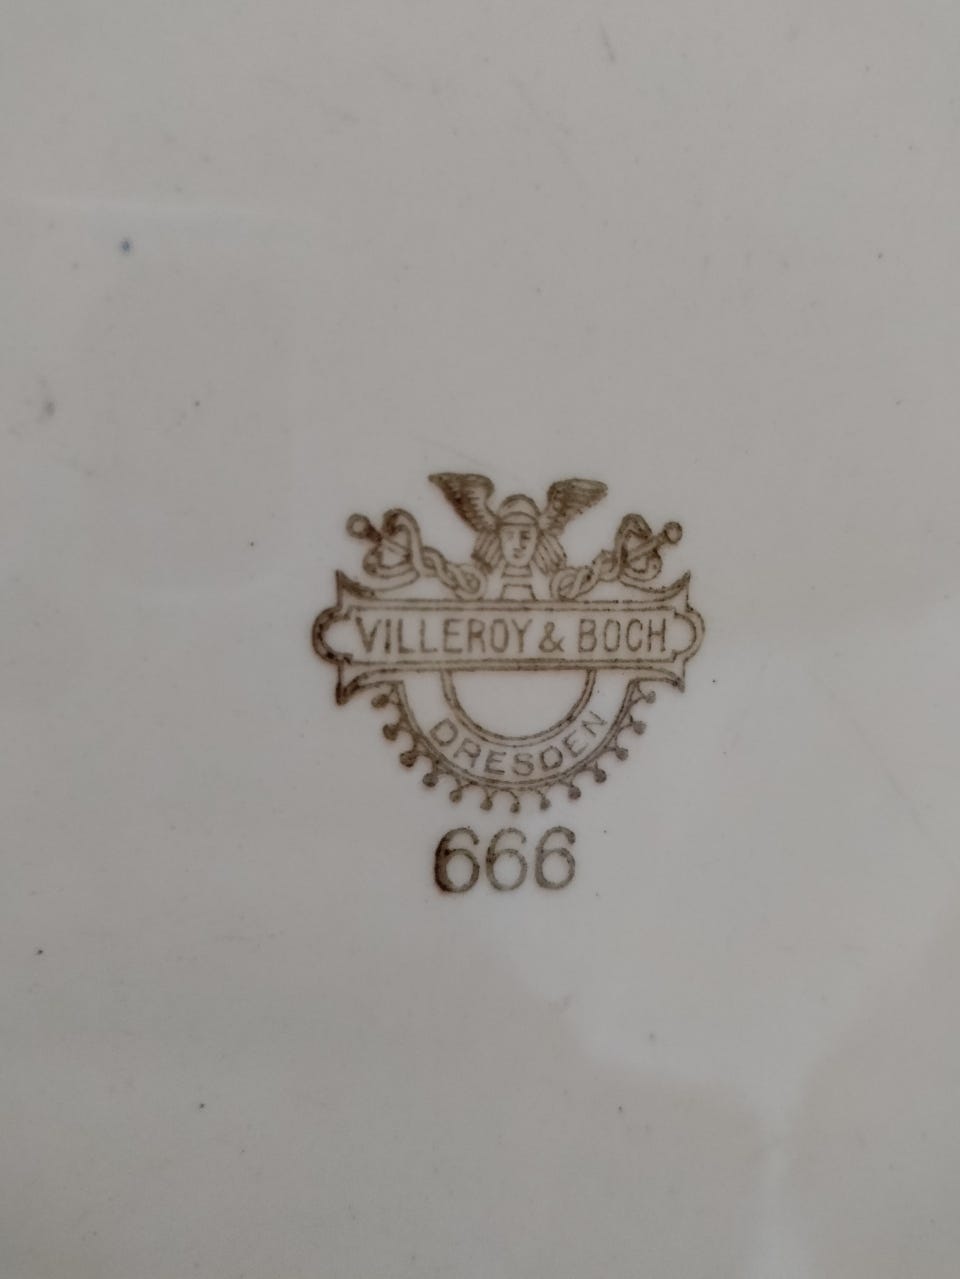 VILLEROY & BOCH
DRESDEN
666